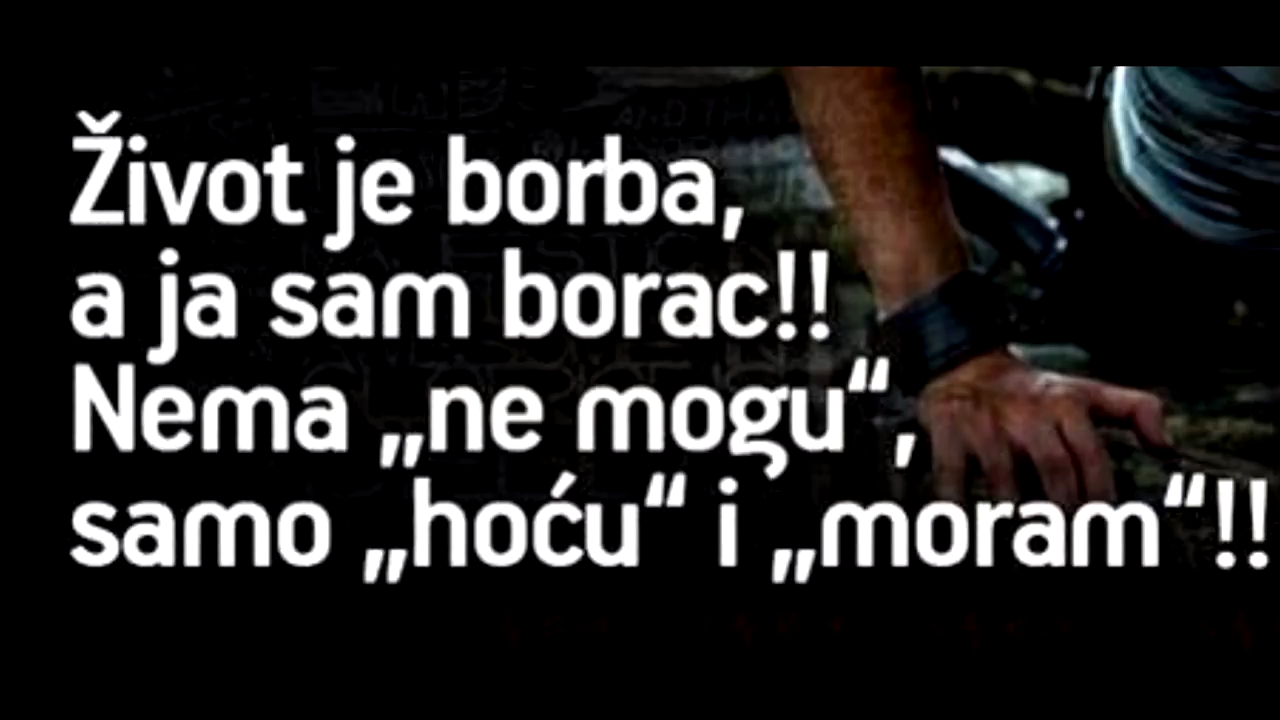 Život je borba,
a ja sam borac!!
Nema „ne mogu“,
samo „hoću“ i „moram“!!